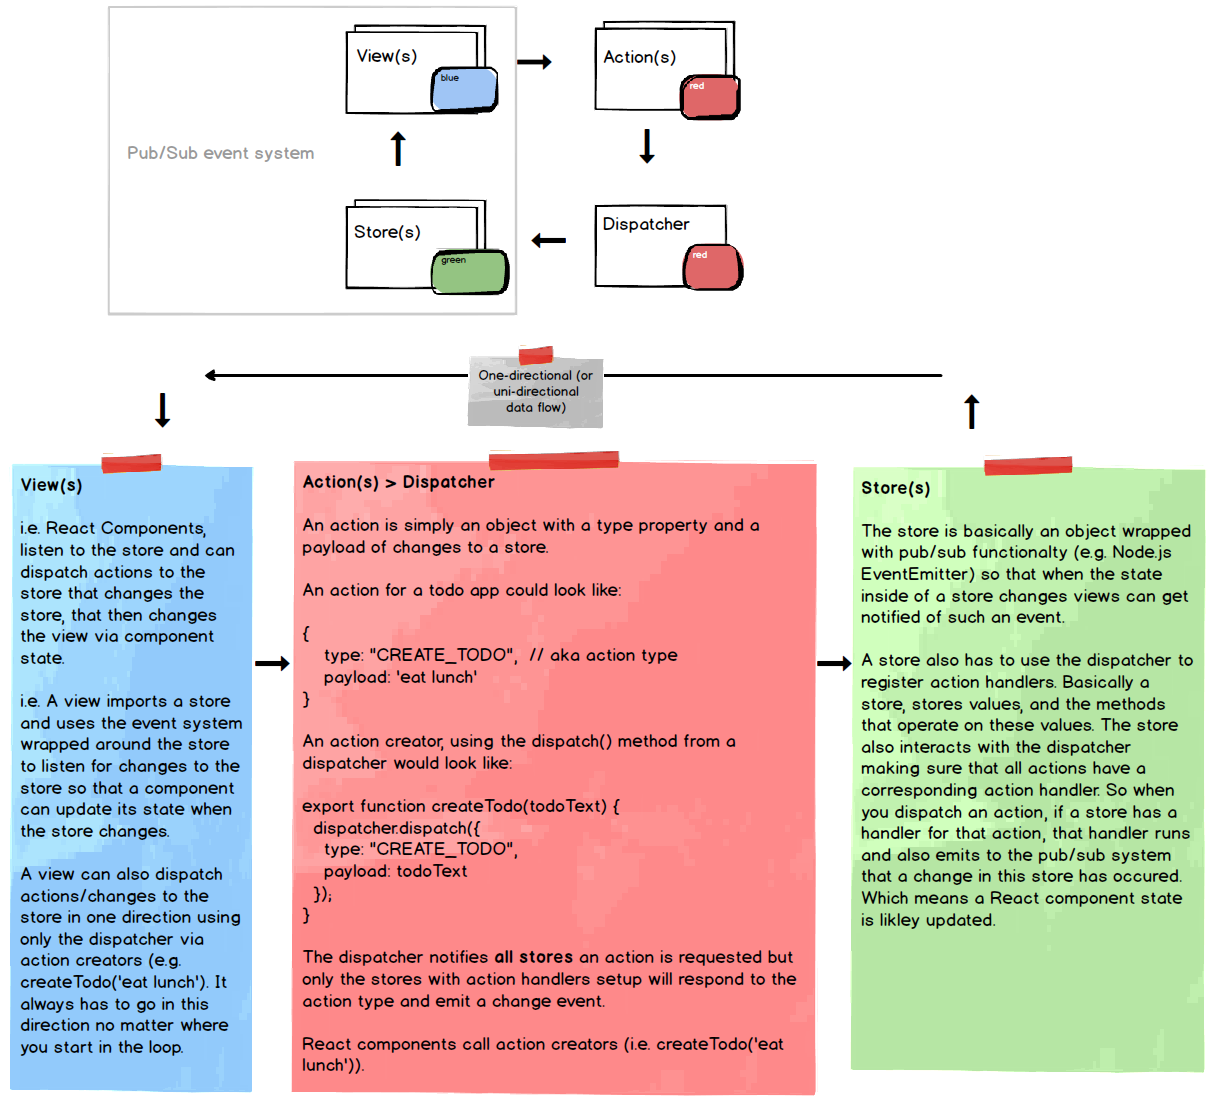 View(s)
blue
Action(s)
red
Pub/Sub event system
Store(s)
green
Dispatcher
red
One-directional (or
uni-directional
data flow)
View(s)
i.e. React Components,
listen to the store and can
dispatch actions to the
store that changes the
store, that then changes
the view via component
state.
i.e. A view imports a store
and uses the event system
wrapped around the store
to listen for changes to the
store so that a component
can update its state when
the store changes.
A view can also dispatch
actions/changes to the
store in one direction using
only the dispatcher via
action creators (e.g.
createTodo('eat lunch'). It
always has to go in this
direction no matter where
you start in the loop.
Action(s) > Dispatcher
An action is simply an object with a type property and a
payload of changes to a store.
An action for a todo app could look like:
{
type: "CREATE_TODO", // aka action type
payload: 'eat lunch'
}
An action creator, using the dispatch() method from a
dispatcher would look like:
export function createTodo(todoText) {
dispatcher.dispatch({
type: "CREATE_TODO",
payload: todoText
});
}
The dispatcher notifies all stores an action is requested but
only the stores with action handlers setup will respond to the
action type and emit a change event.
React components call action creators (i.e. createTodo('eat
lunch')).
Store(s)
The store is basically an object wrapped
with pub/sub functionalty (e.g. Node.js
EventEmitter) so that when the state
inside of a store changes views can get
notified of such an event.
A store also has to use the dispatcher to
register action handlers. Basically a
store, stores values, and the methods
that operate on these values. The store
also interacts with the dispatcher
making sure that all actions have a
corresponding action handler. So when
you dispatch an action, if a store has a
handler for that action, that handler runs
and also emits to the pub/sub system
that a change in this store has occured.
Which means a React component state
is likley updated.